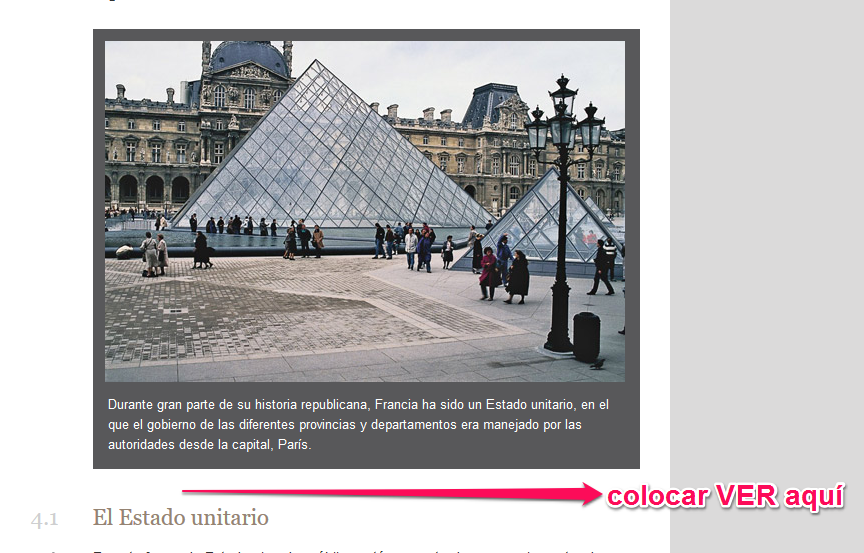 Durante gran parte de su historia republicana, Francia ha sido un Estado unitario, en el
que el gobierno de las diferentes provincias y departamentos era manejado por las
autoridades desde la capital, París.
colocar VER aquí
4.1 El Estado unitario